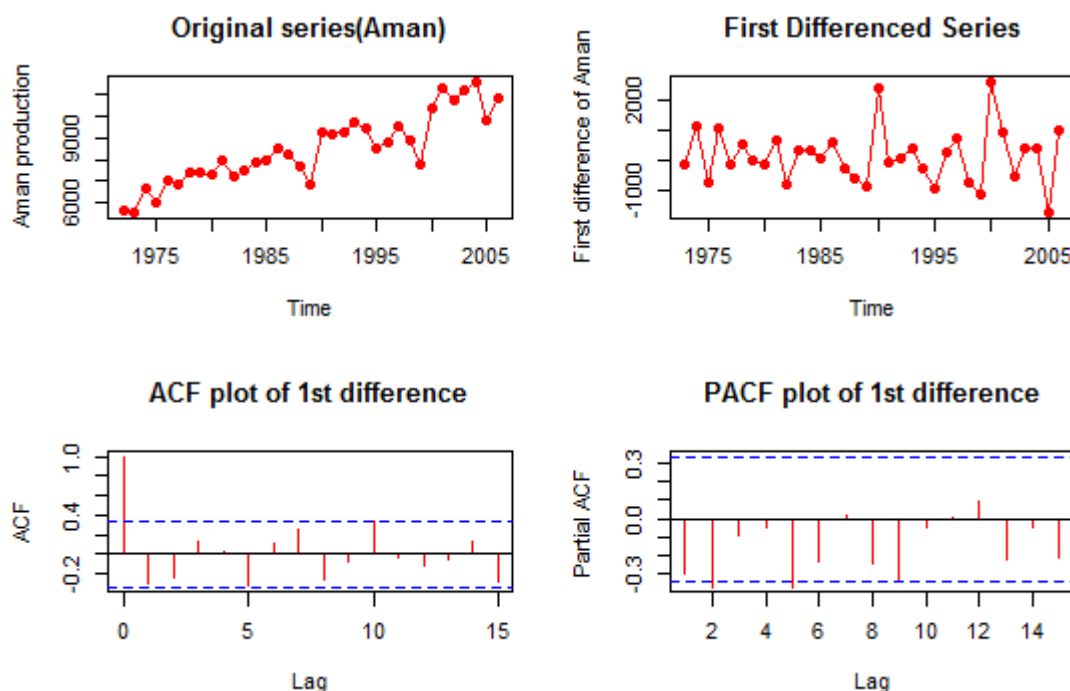 Original series(Aman)
Aman production
6000 9000
1975 1985 1995 2005
Time
First Differenced Series
First difference of Aman
-1000 2000
1975 1985 1995 2005
Time
ACF plot of 1st difference
ACF
-0.2 0.4 1.0
0 5 10 15
Lag
PACF plot of 1st difference
Partial ACF
-0.3 0.0 0.3
2 4 6 8 10 12 14
Lag